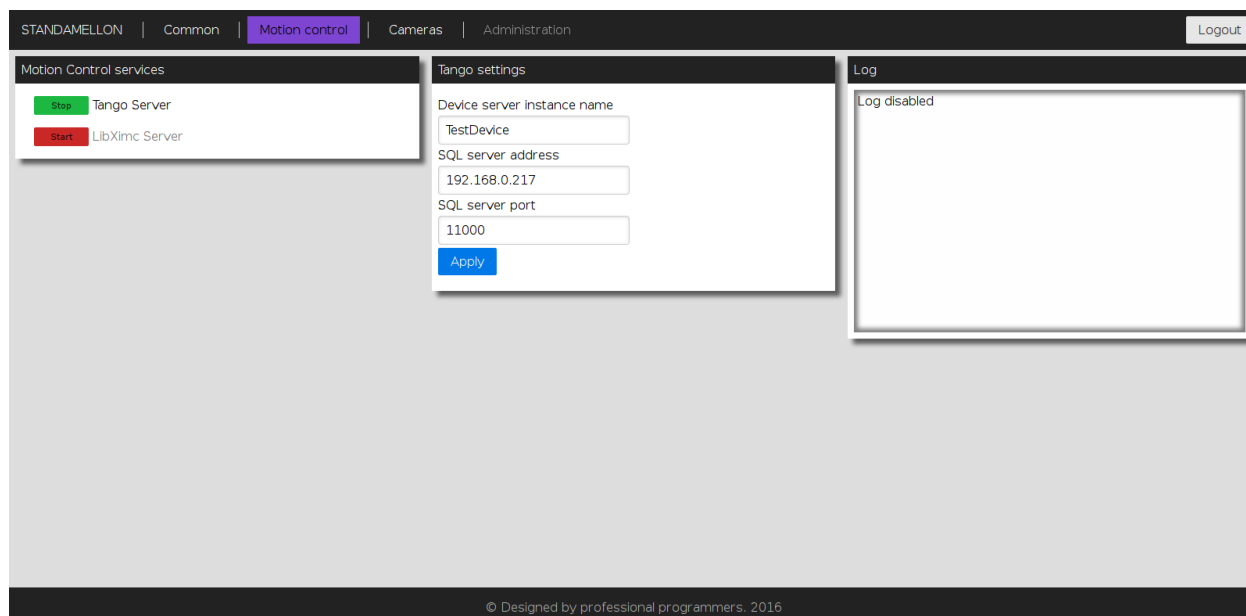 STANDAMELLON | Common | Motion control | Cameras | Administration Logout
Motion Control services
Stop Tango Server
Start LibXimc Server
Tango settings
Device server instance name
TestDevice
SQL server address
192.168.0.217
SQL server port
11000
Apply
Log
Log disabled
© Designed by professional programmers. 2016